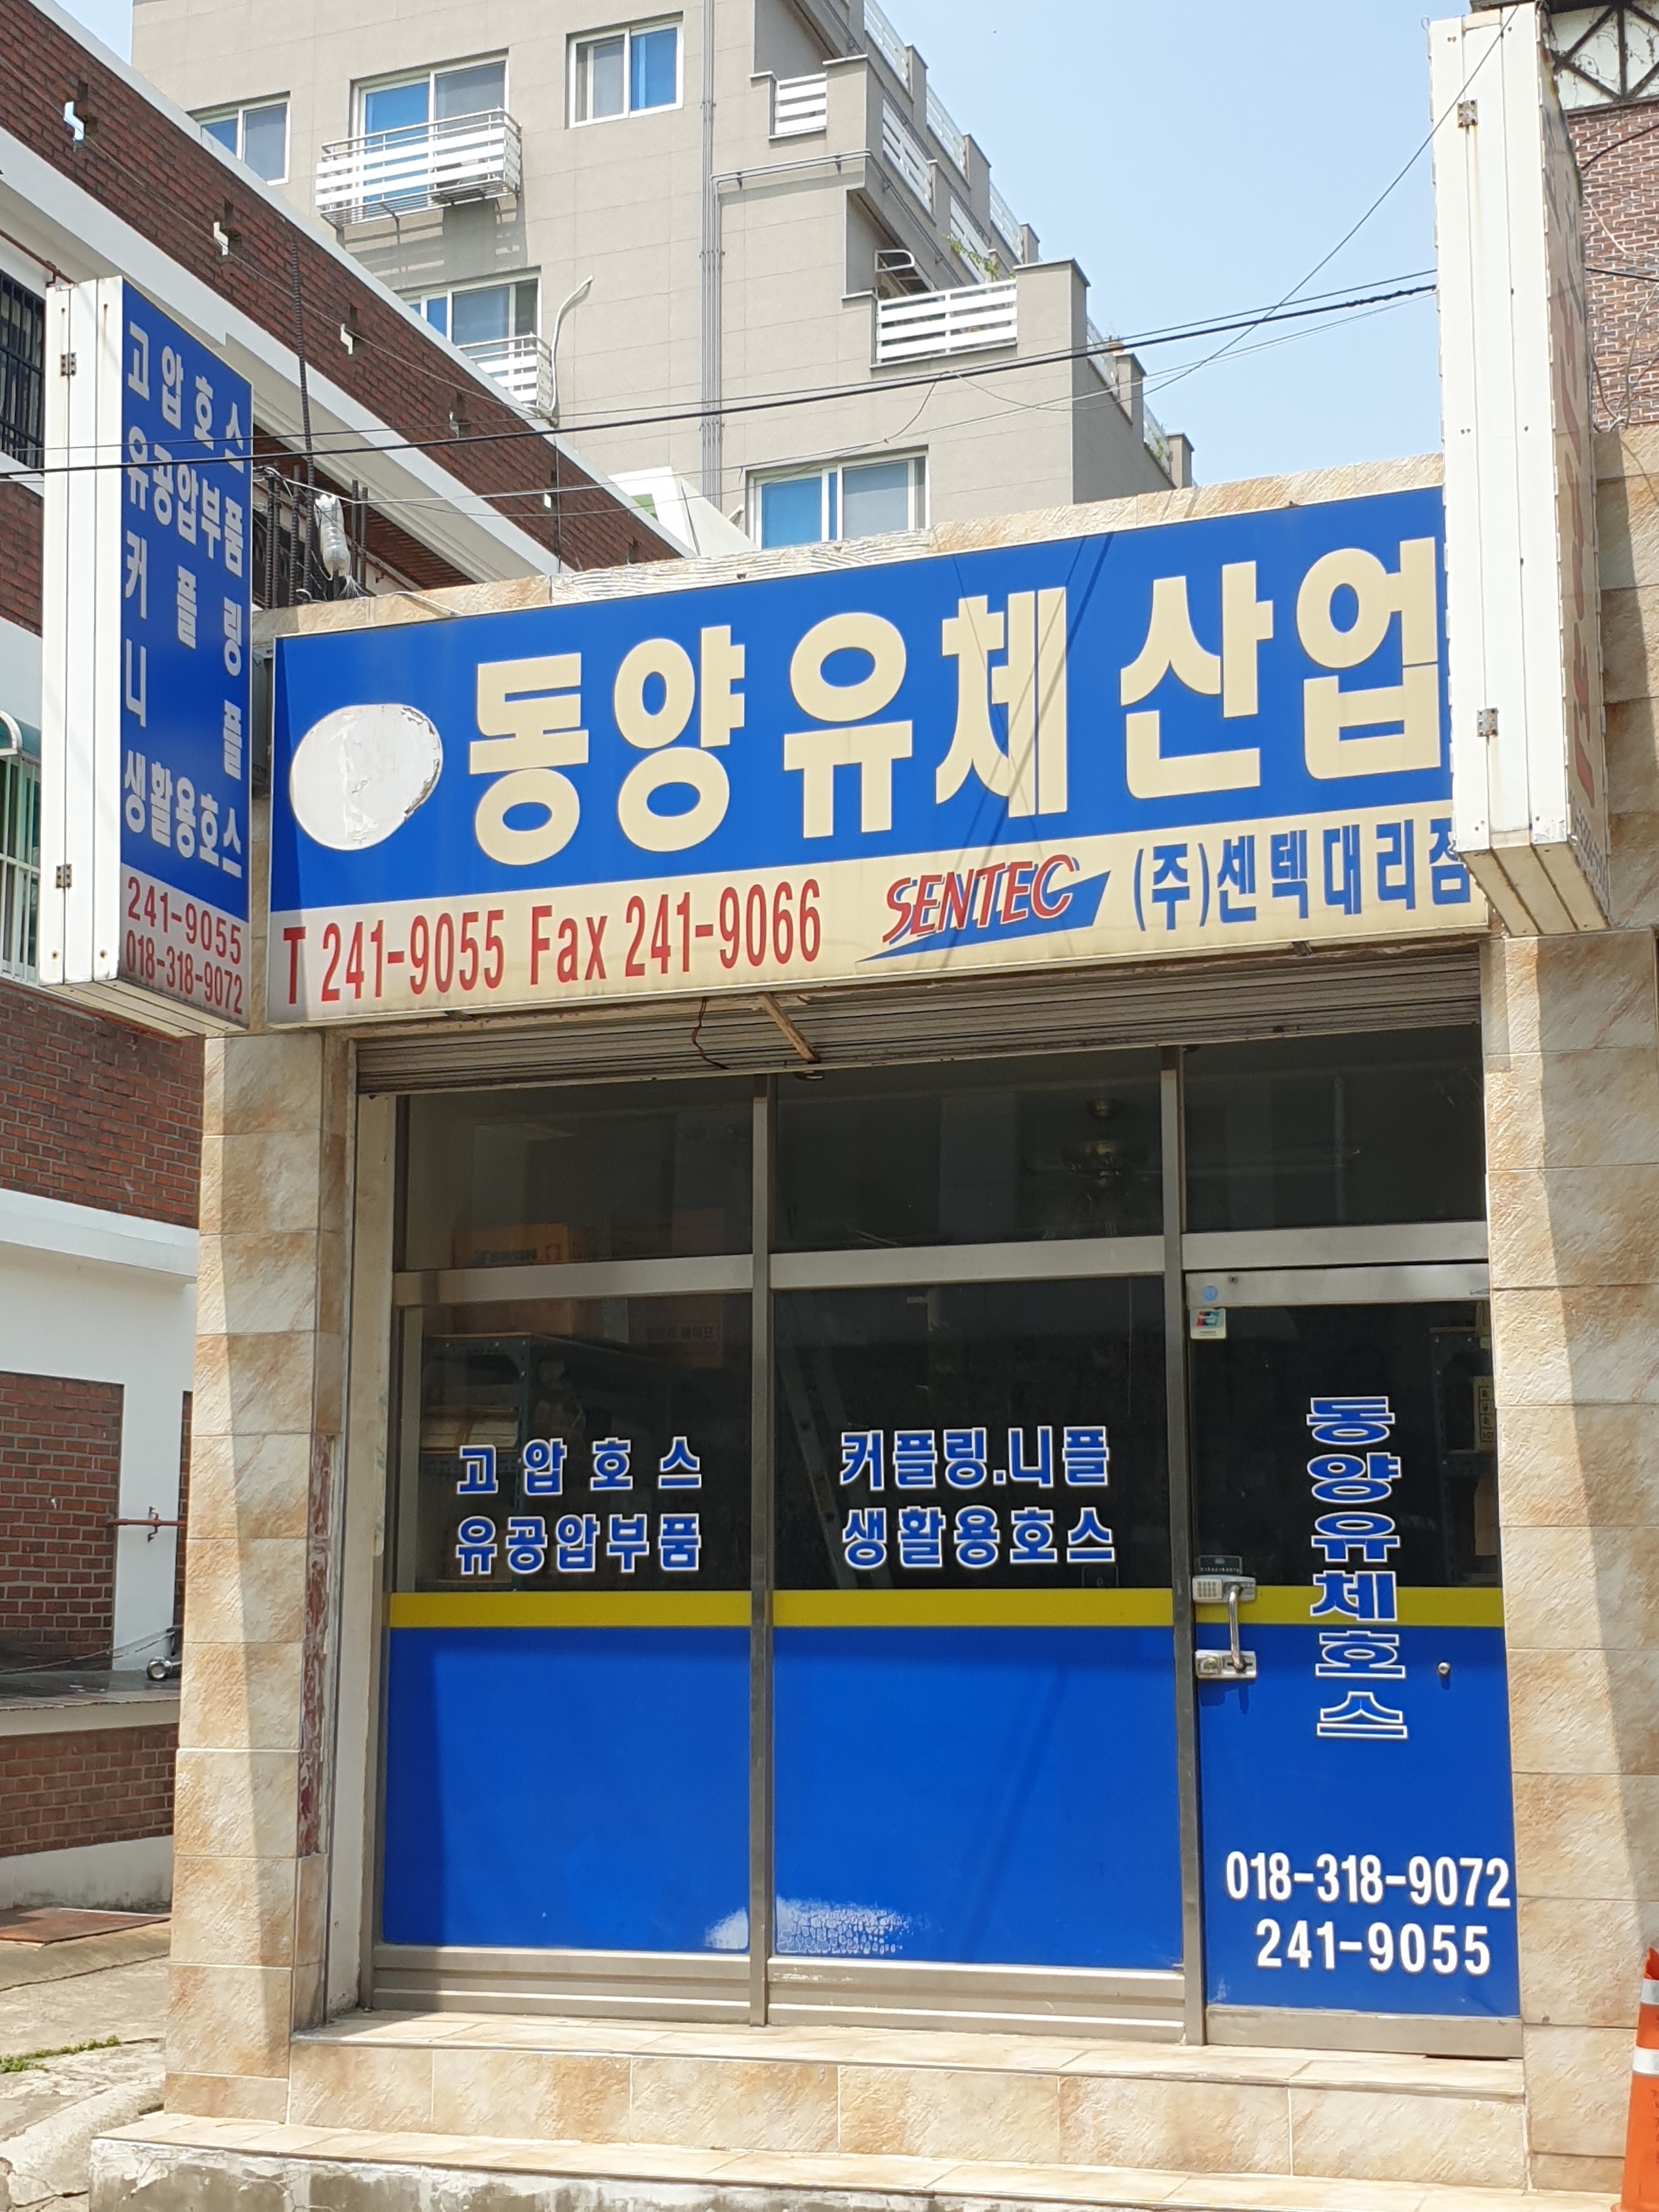 고압호스
유공압부품
커플링
니플
생활용호스
241-9055
018-318-9072
동양유체산업
T 241-9055 Fax 241-9066 SENTEC (주)센텍대리점
고압호스
유공압부품
커플링.니플
생활용호스
동양유체호스
018-318-9072
241-9055